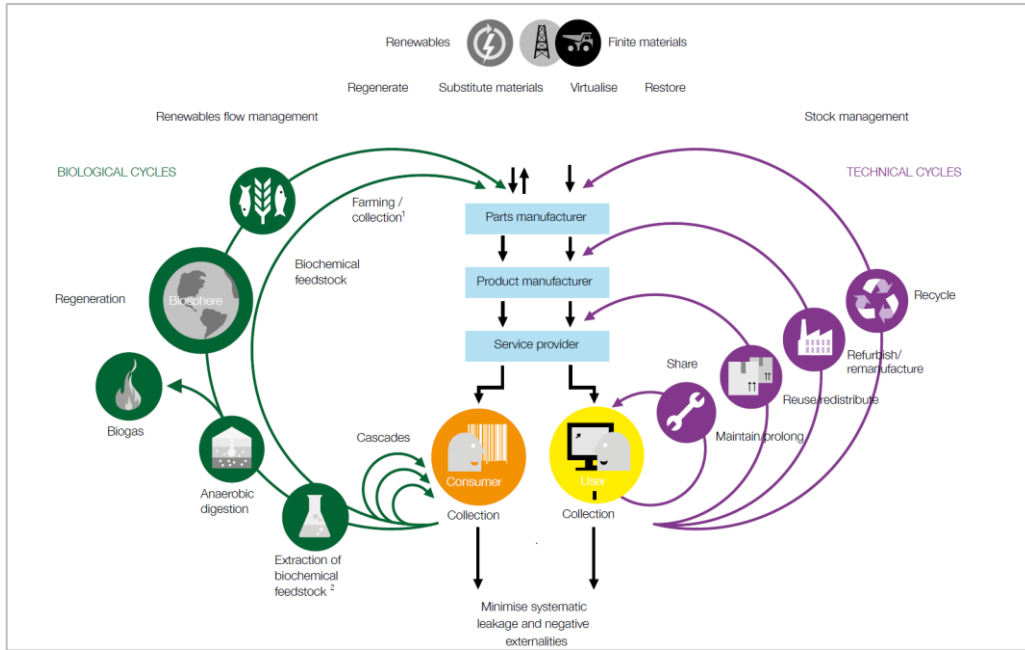 Renewables
Finite materials
Regenerate
Substitute materials
Virtualise
Restore
Renewables flow management
Stock management
BIOLOGICAL CYCLES
TECHNICAL CYCLES
Farming /
collection1
Parts manufacturer
Biochemical
feedstock
Product manufacturer
Regeneration
Biosphere
Recycle
Service provider
Share
Refurbish/
remanufacture
Reuse/redistribute
Biogas
Cascades
Maintain/prolong
Consumer
User
Anaerobic
digestion
Collection
Collection
Extraction of
biochemical
feedstock 2
Minimise systematic
leakage and negative
externalities